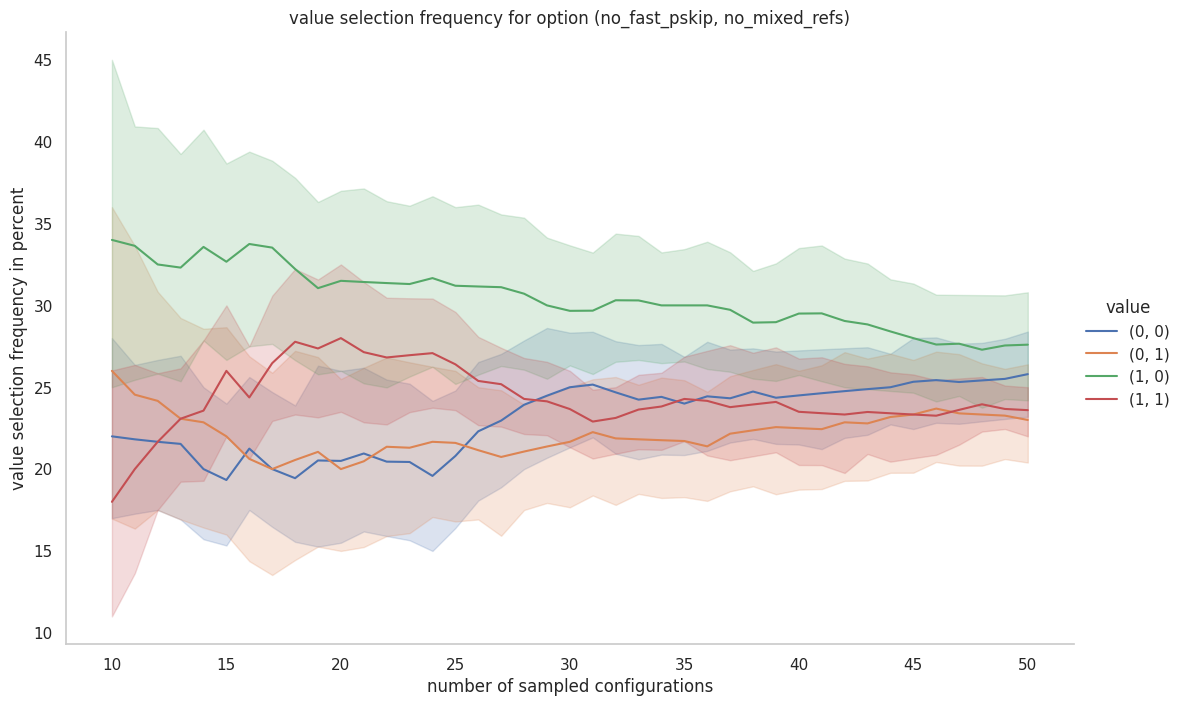 value selection frequency for option (no_fast_pskip, no_mixed_refs)
value selection frequency in percent
45
40
35
30
25
20
15
10
10 15 20 25 30 35 40 45 50
number of sampled configurations
value
(0, 0)
(0, 1)
(1, 0)
(1, 1)